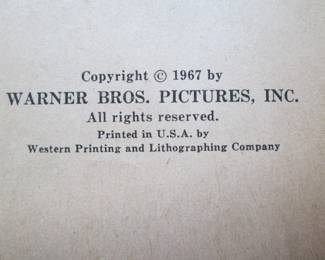 Copyright © 1967 by
WARNER BROS. PICTURES, INC.
All rights reserved.
Printed in U.S.A. by
Western Printing and Lithographing Company